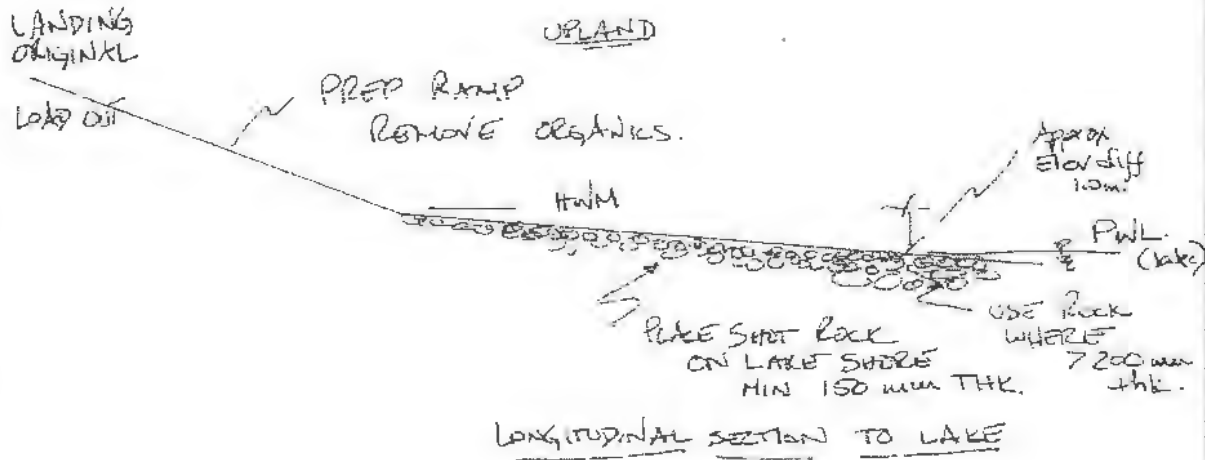 LANDING
ORIGINAL
UPLAND
LOAD OUT
PREP RAMP
REMOVE ORGANICS.
Approx
Elev diff
1.0m.
HWM
PWL.
(lake)
PLACE SHOT ROCK
ON LAKE SHORE
MIN 150 mm THK.
USE ROCK
WHERE
>200 mm
thk.
LONGITUDINAL SECTION TO LAKE